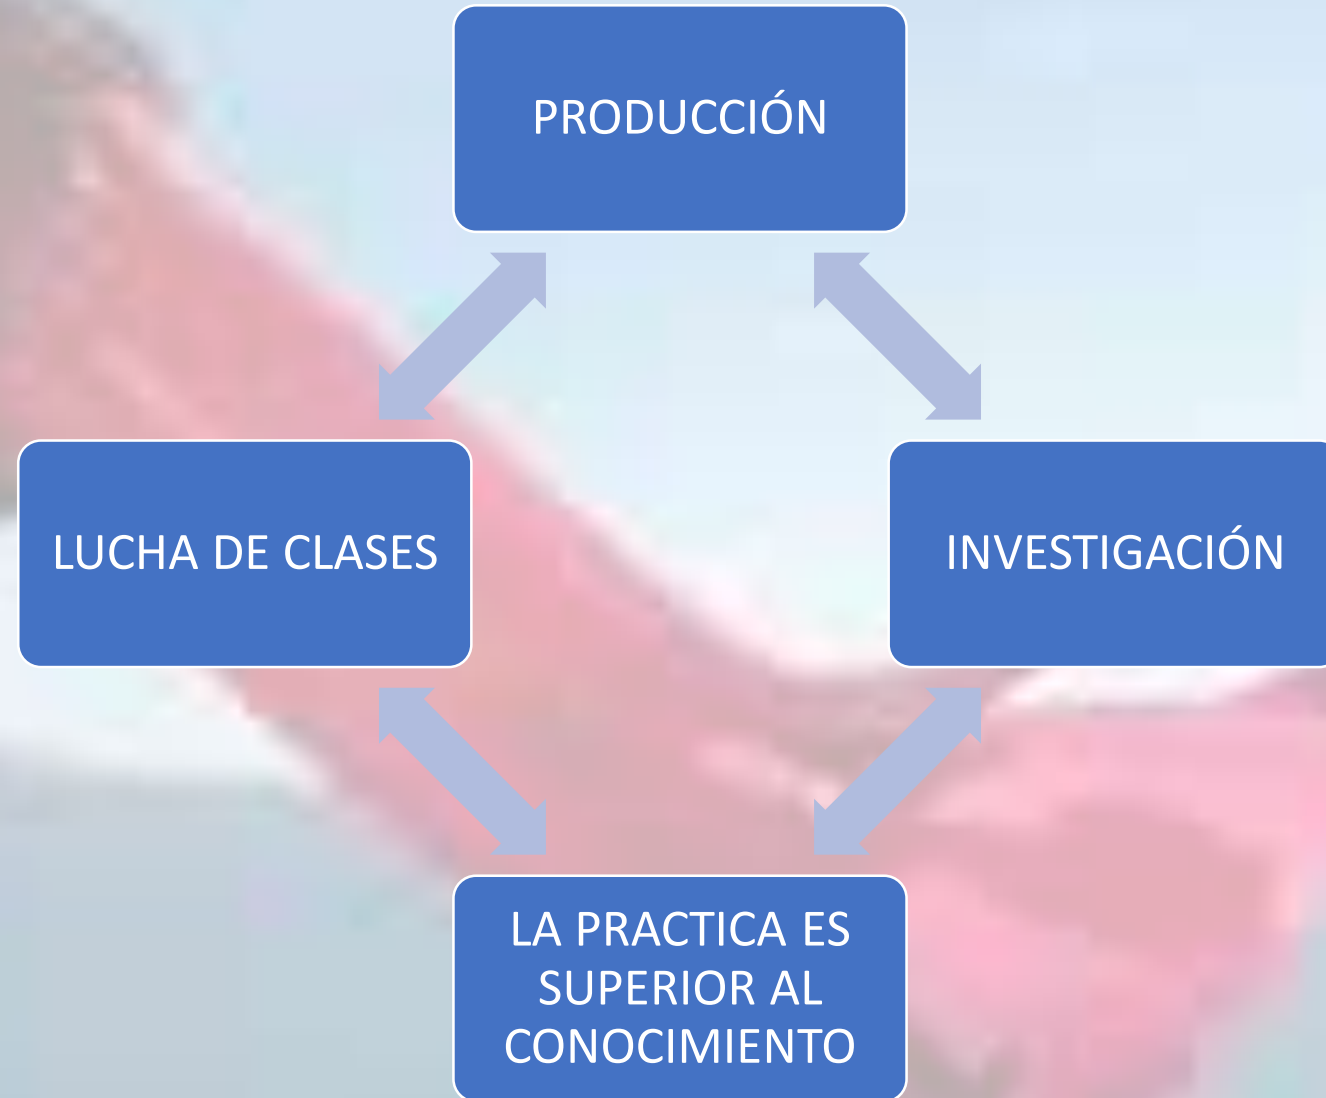 PRODUCCIÓN
LUCHA DE CLASES
INVESTIGACIÓN
LA PRACTICA ES
SUPERIOR AL
CONOCIMIENTO